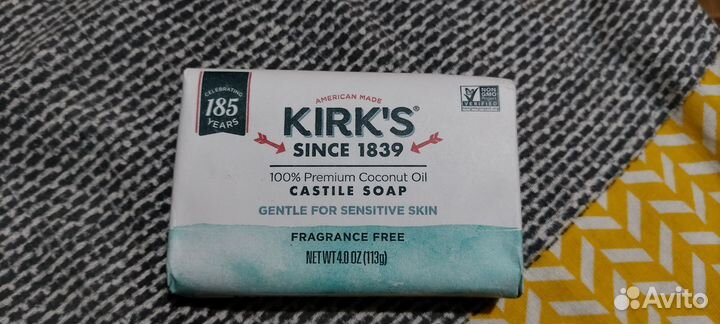 CELEBRATING
185
YEARS
AMERICAN MADE
KIRK'S®
SINCE 1839
100% Premium Coconut Oil
CASTILE SOAP
GENTLE FOR SENSITIVE SKIN
FRAGRANCE FREE
NET WT 4.0 OZ (113g)
NON
GMO
Project
VERIFIED
Avito